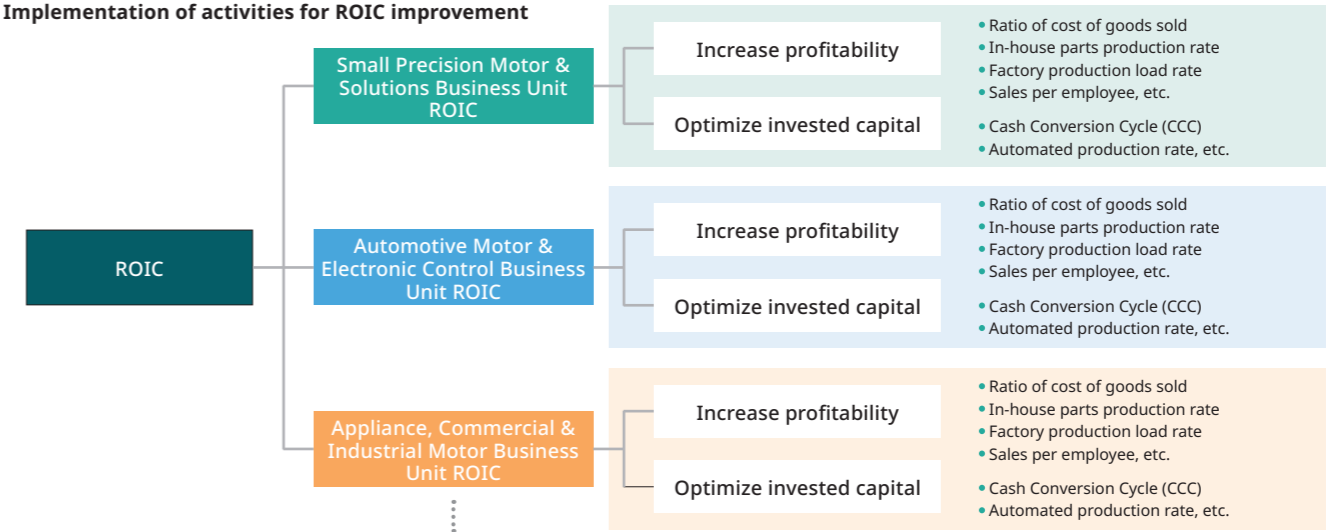 Implementation of activities for ROIC improvement
ROIC
Small Precision Motor &
Solutions Business Unit
ROIC
Increase profitability
• Ratio of cost of goods sold
• In-house parts production rate
• Factory production load rate
• Sales per employee, etc.
Optimize invested capital
• Cash Conversion Cycle (CCC)
• Automated production rate, etc.
Automotive Motor &
Electronic Control Business
Unit ROIC
Increase profitability
• Ratio of cost of goods sold
• In-house parts production rate
• Factory production load rate
• Sales per employee, etc.
Optimize invested capital
• Cash Conversion Cycle (CCC)
• Automated production rate, etc.
Appliance, Commercial &
Industrial Motor Business
Unit ROIC
Increase profitability
• Ratio of cost of goods sold
• In-house parts production rate
• Factory production load rate
• Sales per employee, etc.
Optimize invested capital
• Cash Conversion Cycle (CCC)
• Automated production rate, etc.